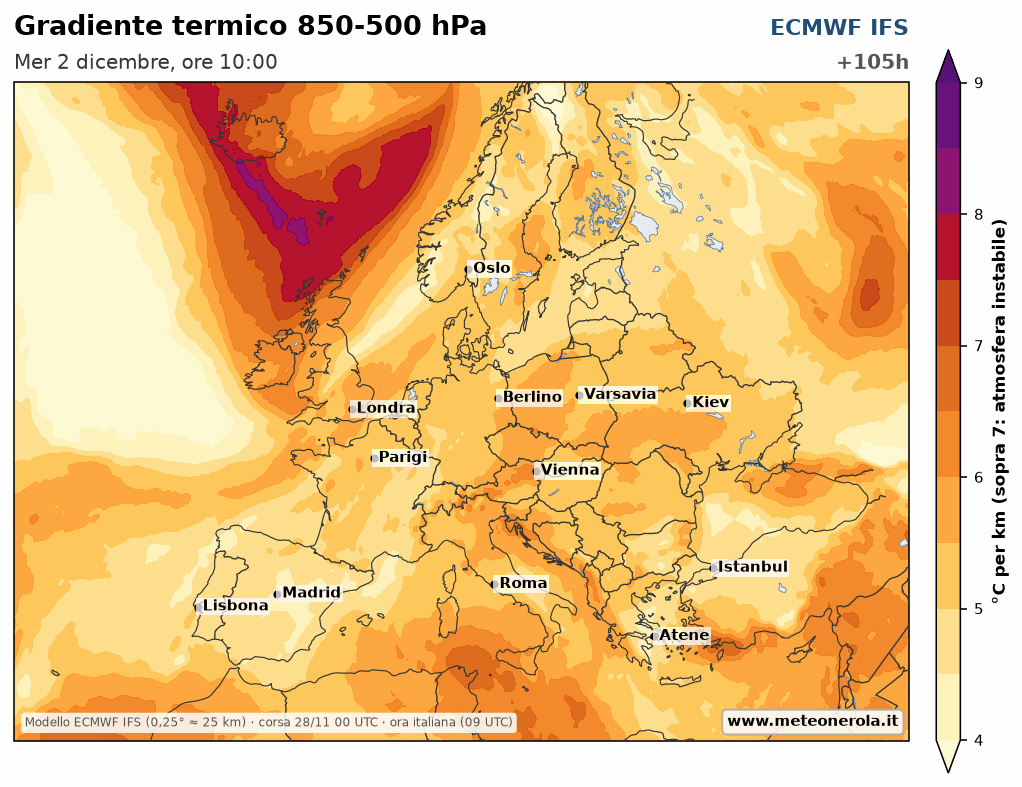 Gradiente termico 850-500 hPa
ECMWF IFS
Mer 2 dicembre, ore 10:00
+105h
9
8
7
6
5
4
°C per km (sopra 7: atmosfera instabile)
Oslo
Berlino
Varsavia
Kiev
Londra
Parigi
Vienna
Istanbul
Roma
Madrid
Lisbona
Atene
Modello ECMWF IFS (0,25° ≈ 25 km) · corsa 28/11 00 UTC · ora italiana (09 UTC)
www.meteonerola.it